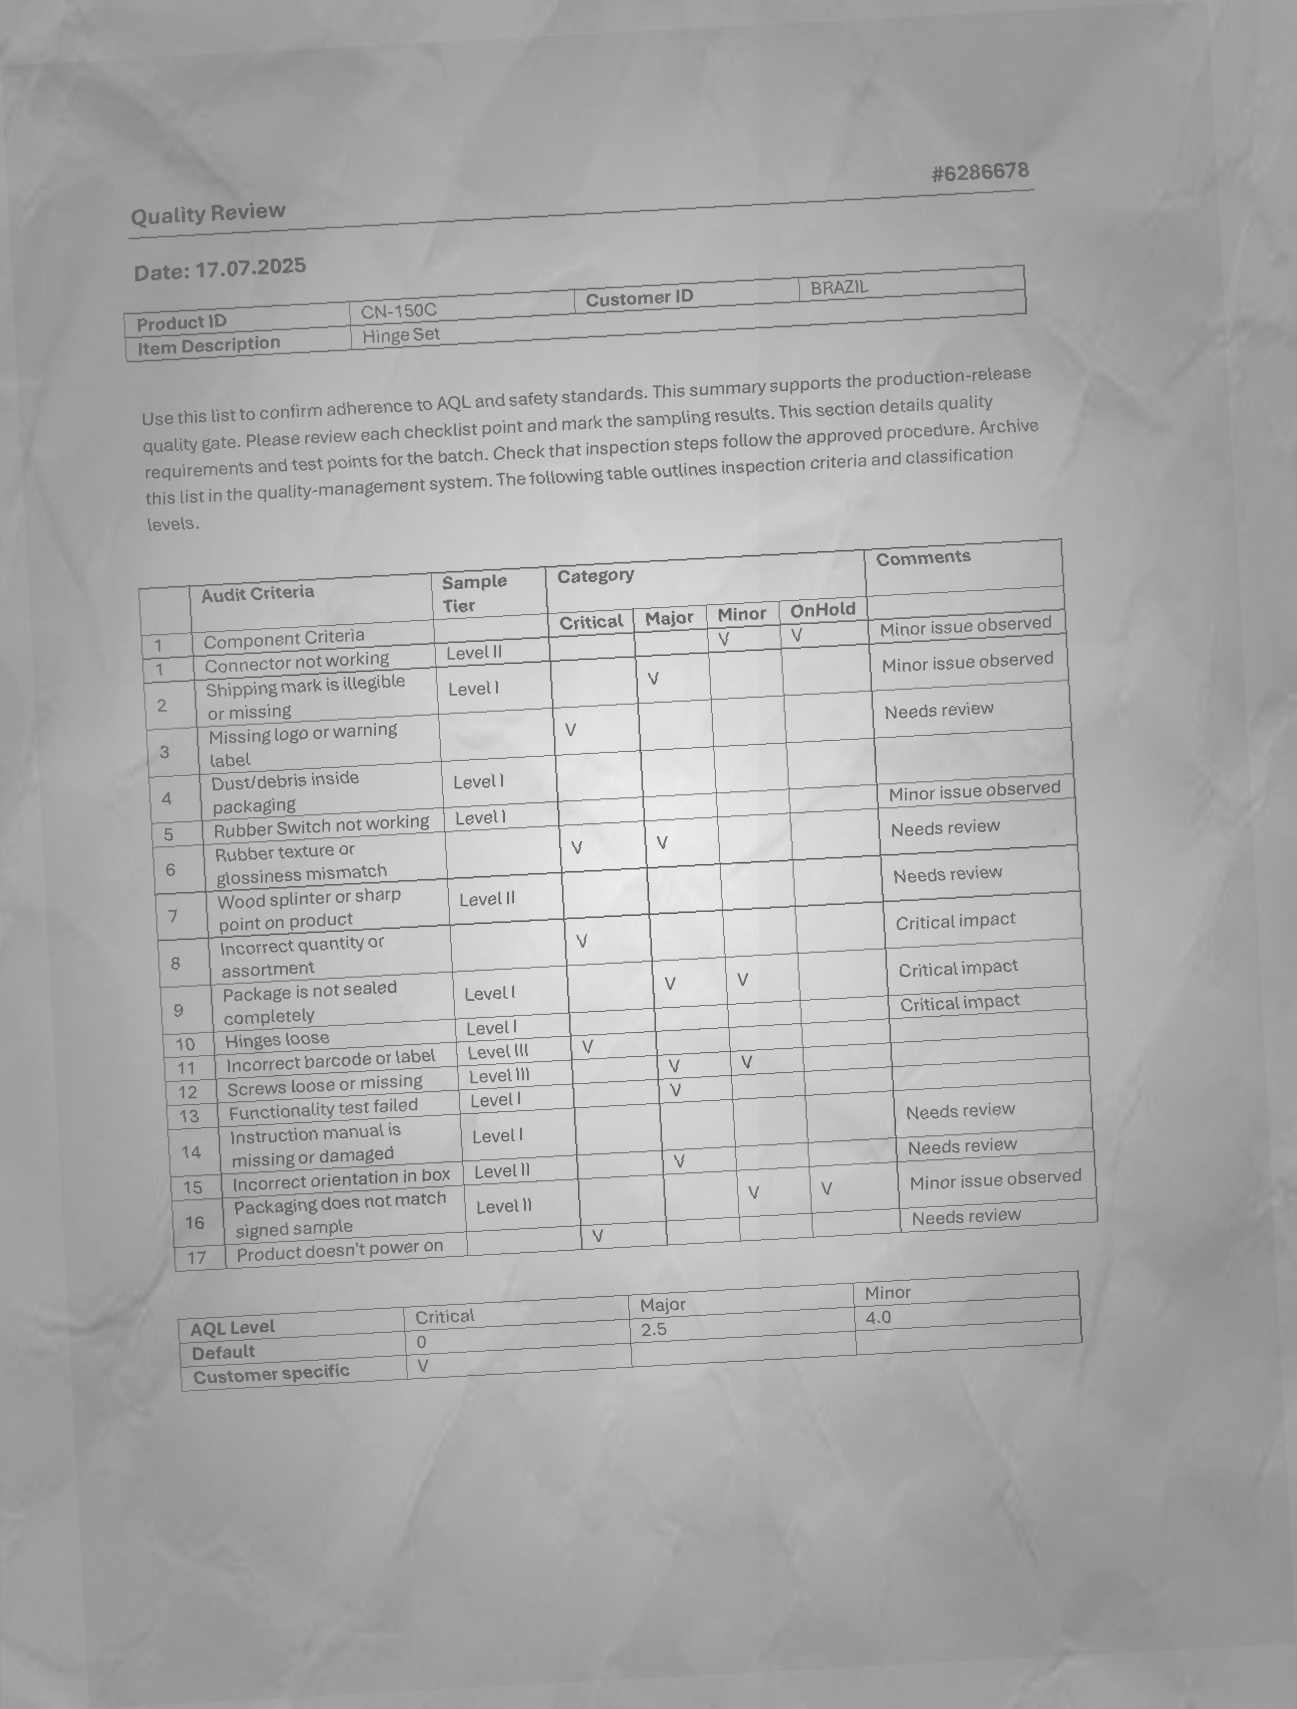 #6286678
Quality Review
Date: 17.07.2025
Product ID CN-150C Customer ID BRAZIL
Item Description Hinge Set
Use this list to confirm adherence to AQL and safety standards. This summary supports the production-release
quality gate. Please review each checklist point and mark the sampling results. This section details quality
requirements and test points for the batch. Check that inspection steps follow the approved procedure. Archive
this list in the quality-management system. The following table outlines inspection criteria and classification
levels.
Audit Criteria Sample Category Comments
Tier
1 Component Criteria Critical Major Minor OnHold
1 Connector not working Level II V V Minor issue observed
2 Shipping mark is illegible Level I V Minor issue observed
or missing
3 Missing logo or warning V Needs review
label
4 Dust/debris inside Level I
packaging
5 Rubber Switch not working Level I Minor issue observed
6 Rubber texture or V V Needs review
glossiness mismatch
7 Wood splinter or sharp Level II Needs review
point on product
8 Incorrect quantity or V Critical impact
assortment
9 Package is not sealed Level I V V Critical impact
completely
10 Hinges loose Level I Critical impact
11 Incorrect barcode or label Level III V
12 Screws loose or missing Level III V V
13 Functionality test failed Level I V
14 Instruction manual is Level I Needs review
missing or damaged
15 Incorrect orientation in box Level II V Needs review
16 Packaging does not match Level II V V Minor issue observed
signed sample
17 Product doesn't power on V Needs review
AQL Level Critical Major Minor
Default 0 2.5 4.0
Customer specific V